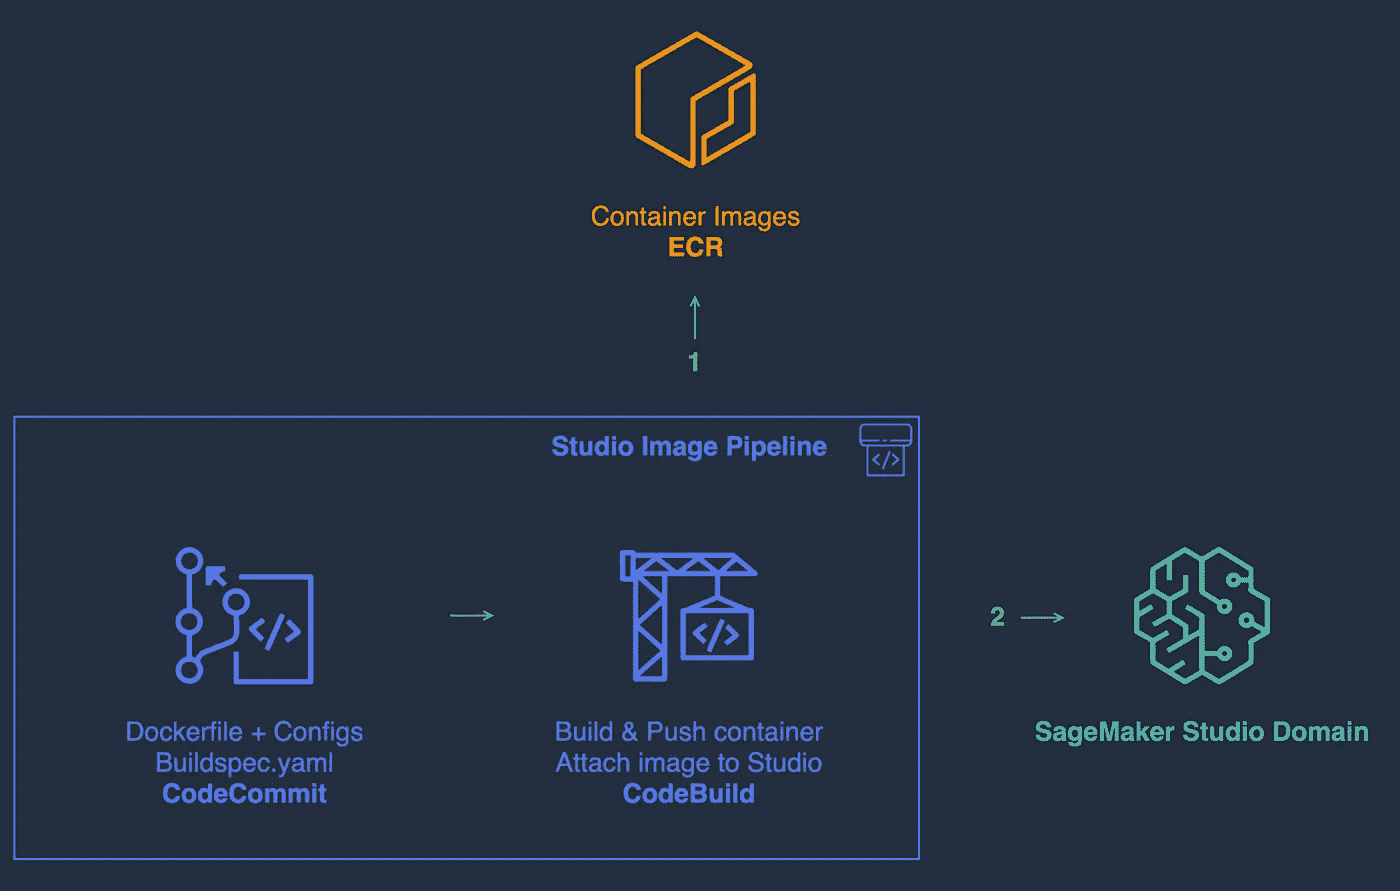 Container Images
ECR
1
Studio Image Pipeline
</>
</>
</>
2
Dockerfile + Configs
Buildspec.yaml
CodeCommit
Build & Push container
Attach image to Studio
CodeBuild
SageMaker Studio Domain